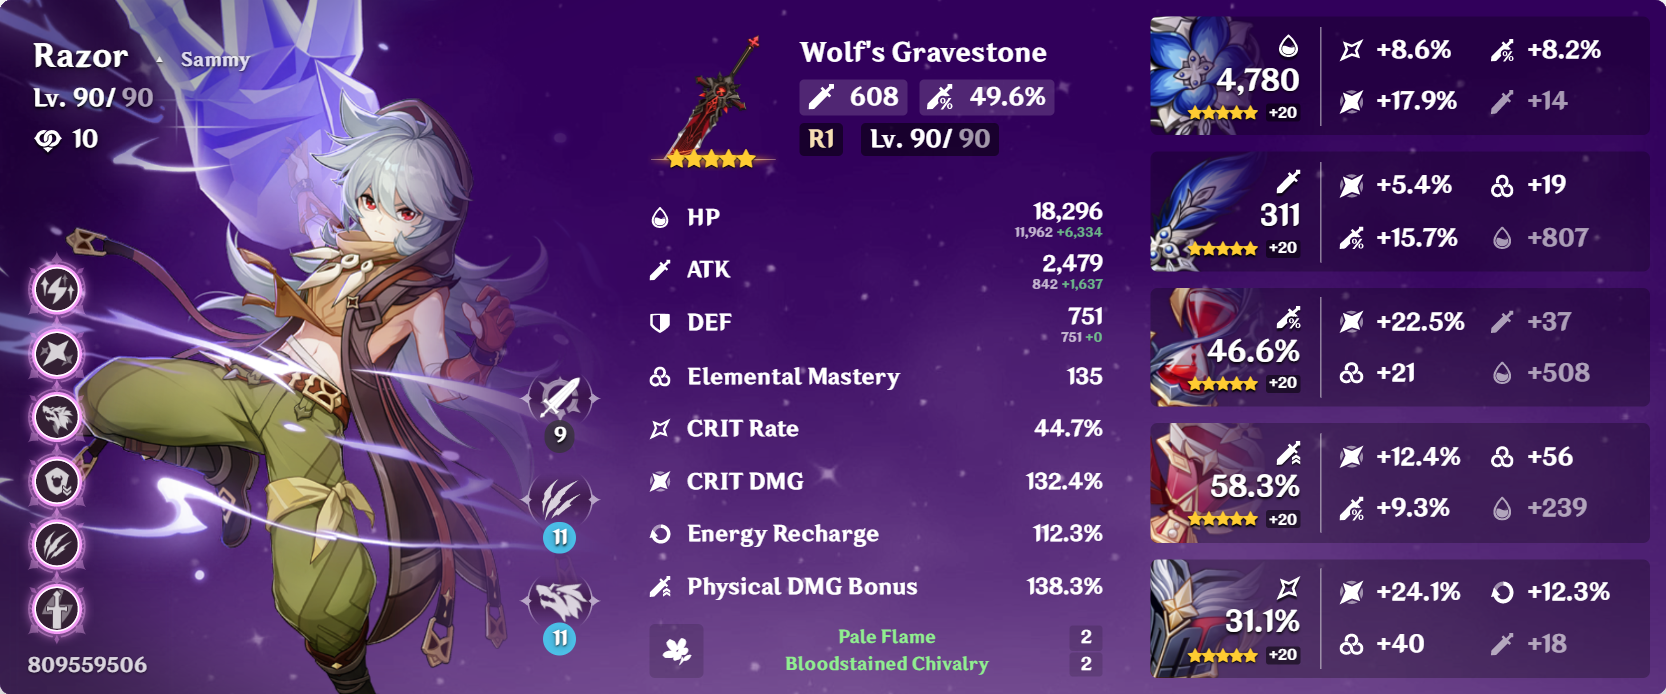 Razor
Sammy
Lv. 90/ 90
10
9
11
11
809559506
Wolf's Gravestone
608 49.6%
R1 Lv. 90/ 90
HP 18,296
11,962 +6,334
ATK 2,479
842 +1,637
DEF 751
751 +0
Elemental Mastery 135
CRIT Rate 44.7%
CRIT DMG 132.4%
Energy Recharge 112.3%
Physical DMG Bonus 138.3%
Pale Flame 2
Bloodstained Chivalry 2
4,780
+20
+8.6% +8.2%
+17.9% +14
311
+20
+5.4% +19
+15.7% +807
46.6%
+20
+22.5% +37
+21 +508
58.3%
+20
+12.4% +56
+9.3% +239
31.1%
+20
+24.1% +12.3%
+40 +18